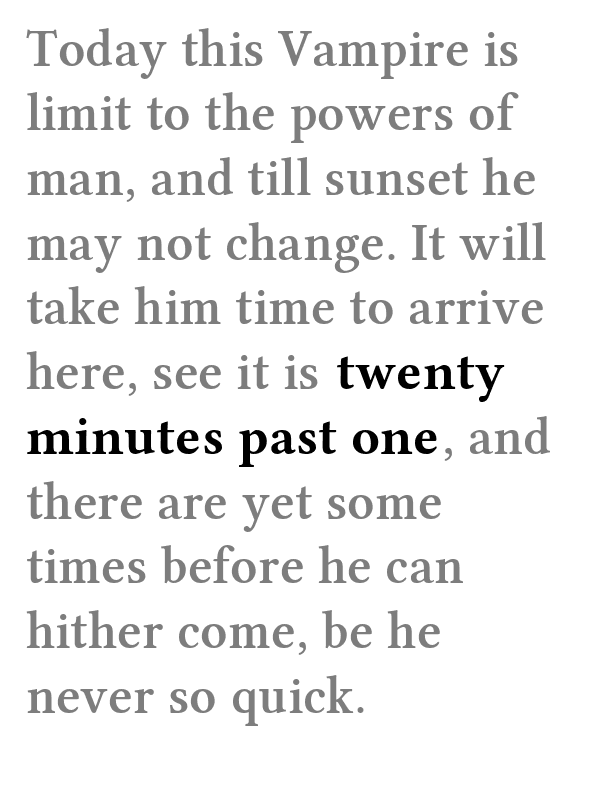 Today this Vampire is
limit to the powers of
man, and till sunset he
may not change. It will
take him time to arrive
here, see it is twenty
minutes past one, and
there are yet some
times before he can
hither come, be he
never so quick.